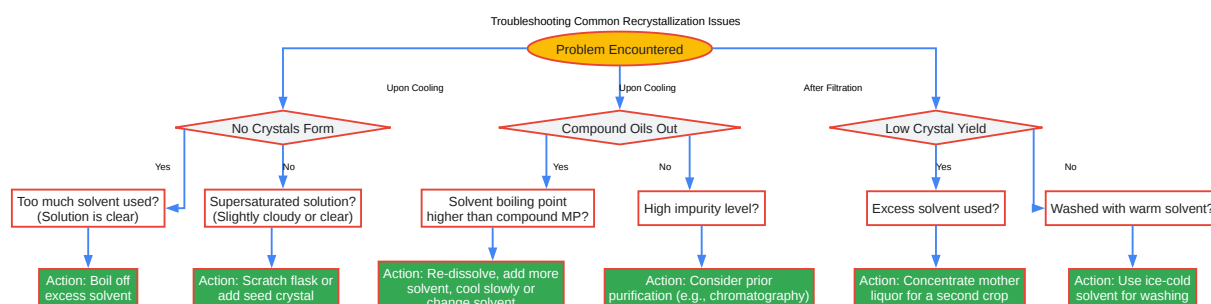 Troubleshooting Common Recrystallization Issues
Problem Encountered
Upon Cooling
Upon Cooling
After Filtration
No Crystals Form
Compound Oils Out
Low Crystal Yield
Yes
No
Yes
No
Yes
No
Too much solvent used?
(Solution is clear)
Supersaturated solution?
(Slightly cloudy or clear)
Solvent boiling point
higher than compound MP?
High impurity level?
Excess solvent used?
Washed with warm solvent?
Action: Boil off
excess solvent
Action: Scratch flask or
add seed crystal
Action: Re-dissolve, add more
solvent, cool slowly or
change solvent
Action: Consider prior
purification (e.g., chromatography)
Action: Concentrate mother
liquor for a second crop
Action: Use ice-cold
solvent for washing